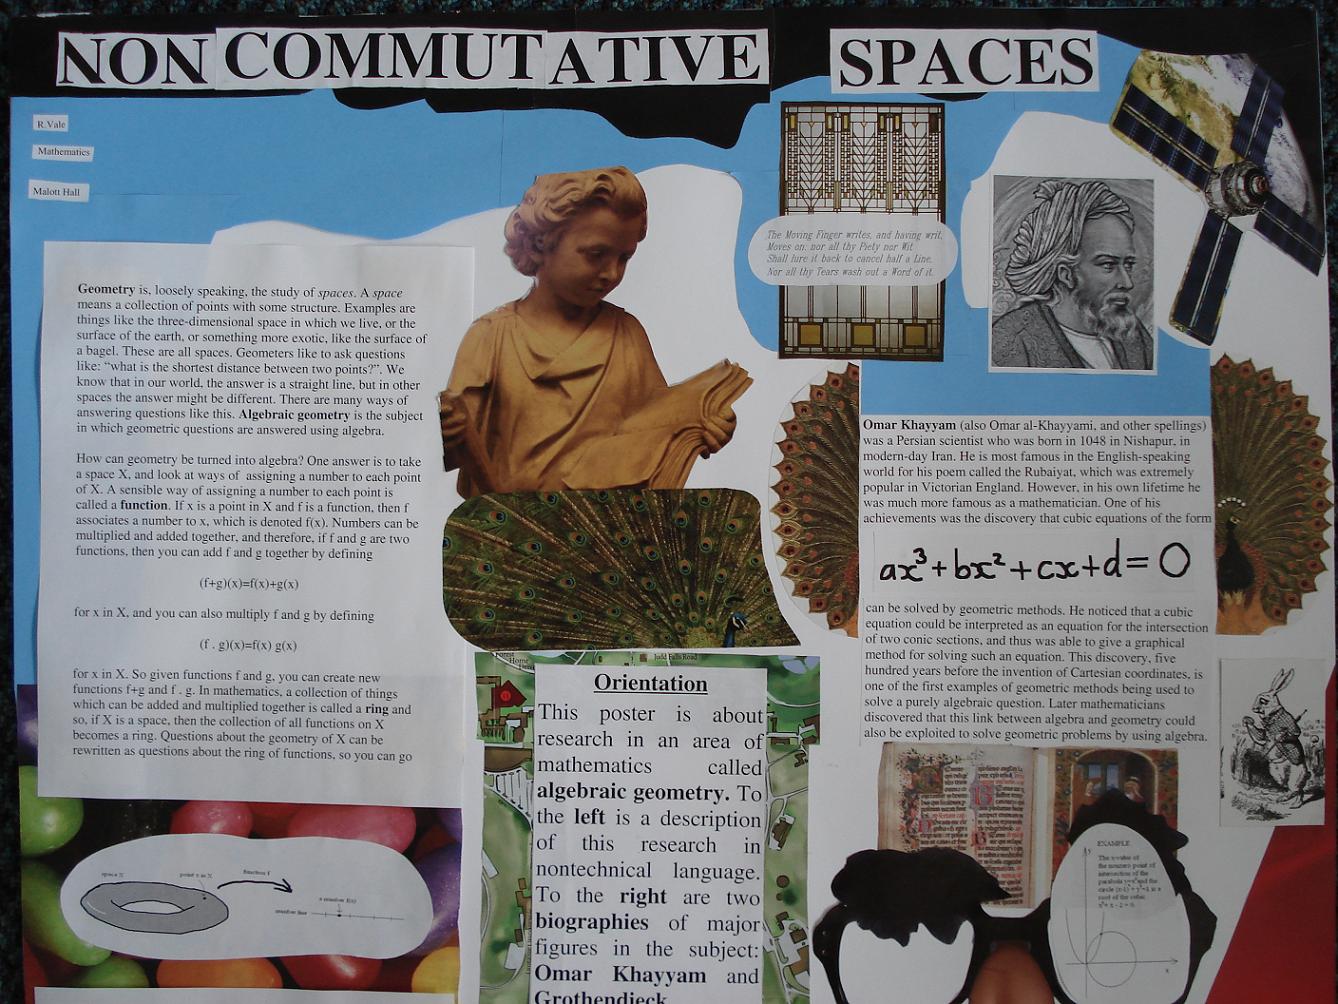 NON COMMUTATIVE SPACES
R.Vale
Mathematics
Malott Hall
Geometry is, loosely speaking, the study of spaces. A space
means a collection of points with some structure. Examples are
things like the three-dimensional space in which we live, or the
surface of the earth, or something more exotic, like the surface of
a bagel. These are all spaces. Geometers like to ask questions
like: “what is the shortest distance between two points?”. We
know that in our world, the answer is a straight line, but in other
spaces the answer might be different. There are many ways of
answering questions like this. Algebraic geometry is the subject
in which geometric questions are answered using algebra.
How can geometry be turned into algebra? One answer is to take
a space X, and look at ways of assigning a number to each point
of X. A sensible way of assigning a number to each point is
called a function. If x is a point in X and f is a function, then f
associates a number to x, which is denoted f(x). Numbers can be
multiplied and added together, and therefore, if f and g are two
functions, then you can add f and g together by defining
(f+g)(x)=f(x)+g(x)
for x in X, and you can also multiply f and g by defining
(f . g)(x)=f(x) g(x)
for x in X. So given functions f and g, you can create new
functions f+g and f . g. In mathematics, a collection of things
which can be added and multiplied together is called a ring and
so, if X is a space, then the collection of all functions on X
becomes a ring. Questions about the geometry of X can be
rewritten as questions about the ring of functions, so you can go
space X
point x in X
function f
a number f(x)
number line
Forest
Home
Judd Falls Road
Orientation
This poster is about
research in an area of
mathematics called
algebraic geometry. To
the left is a description
of this research in
nontechnical language.
To the right are two
biographies of major
figures in the subject:
Omar Khayyam and
Grothendieck
The Moving Finger writes, and having writ,
Moves on: nor all thy Piety nor Wit
Shall lure it back to cancel half a Line,
Nor all thy Tears wash out a Word of it.
Omar Khayyam (also Omar al-Khayyami, and other spellings)
was a Persian scientist who was born in 1048 in Nishapur, in
modern-day Iran. He is most famous in the English-speaking
world for his poem called the Rubaiyat, which was extremely
popular in Victorian England. However, in his own lifetime he
was much more famous as a mathematician. One of his
achievements was the discovery that cubic equations of the form
ax³+bx²+cx+d=0
can be solved by geometric methods. He noticed that a cubic
equation could be interpreted as an equation for the intersection
of two conic sections, and thus was able to give a graphical
method for solving such an equation. This discovery, five
hundred years before the invention of Cartesian coordinates, is
one of the first examples of geometric methods being used to
solve a purely algebraic question. Later mathematicians
discovered that this link between algebra and geometry could
also be exploited to solve geometric problems by using algebra.
EXAMPLE
The x-value of
the nonzero point of
intersection of the
parabola y=x² and the
circle (x-1)²+y²=1 is a
root of the cubic
x³+x-2=0.
y
x